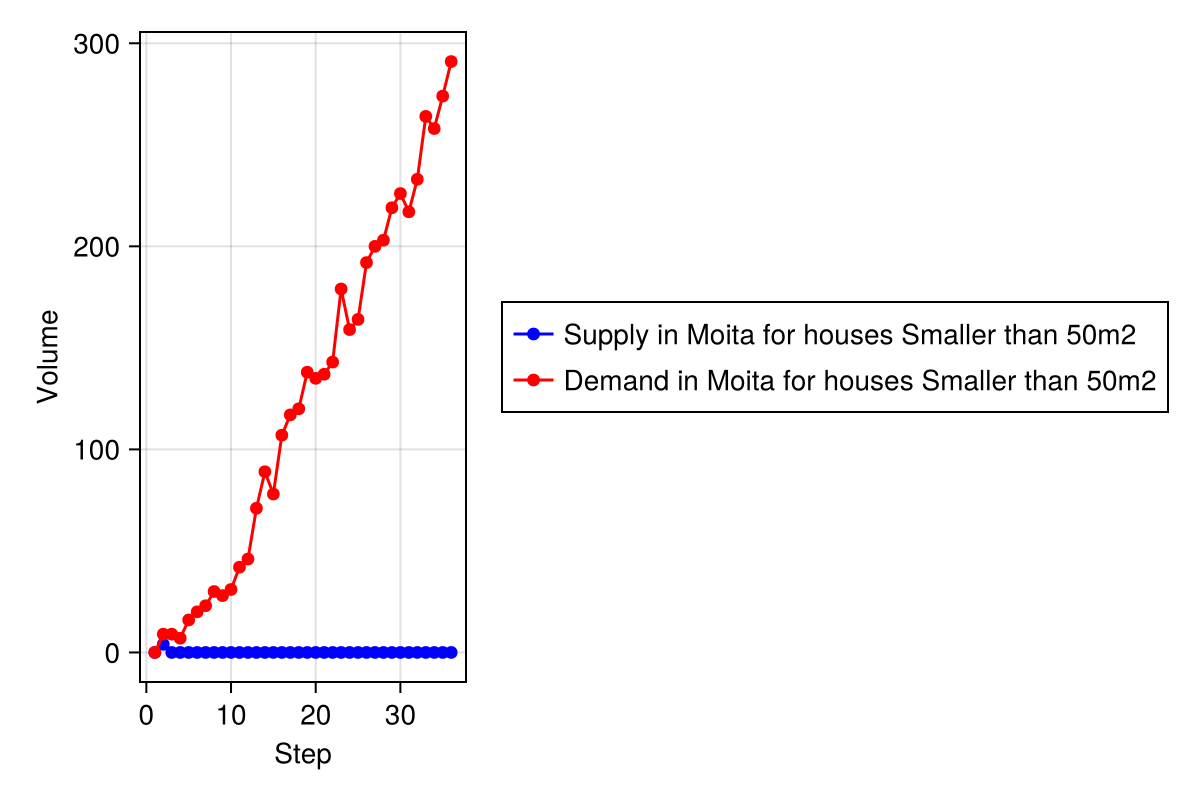 300
200
100
0
Volume
0 10 20 30
Step
Supply in Moita for houses Smaller than 50m2
Demand in Moita for houses Smaller than 50m2